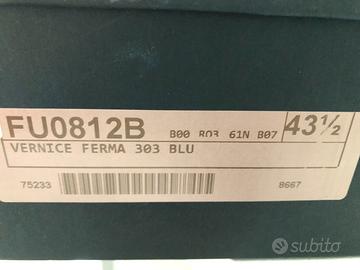 FU0812B B00 R03 61N B07 43½
VERNICE FERMA 303 BLU
75233 8667
subito